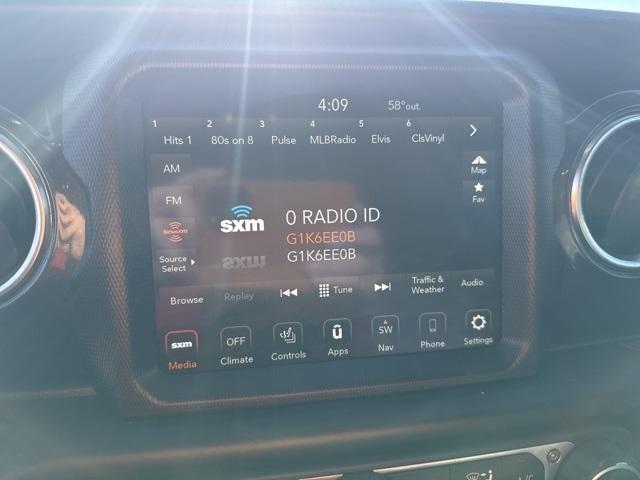 4:09 58°out.
1 2 3 4 5 6
Hits 1 80s on 8 Pulse MLBRadio Elvis ClsVinyl
AM
Map
FM
Fav
sxm 0 RADIO ID
SiriusXM
G1K6EE0B
G1K6EE0B
Source
Select
Browse Replay Tune Traffic & Weather Audio
sxm OFF û SW
Media Climate Controls Apps Nav Phone Settings
A/C